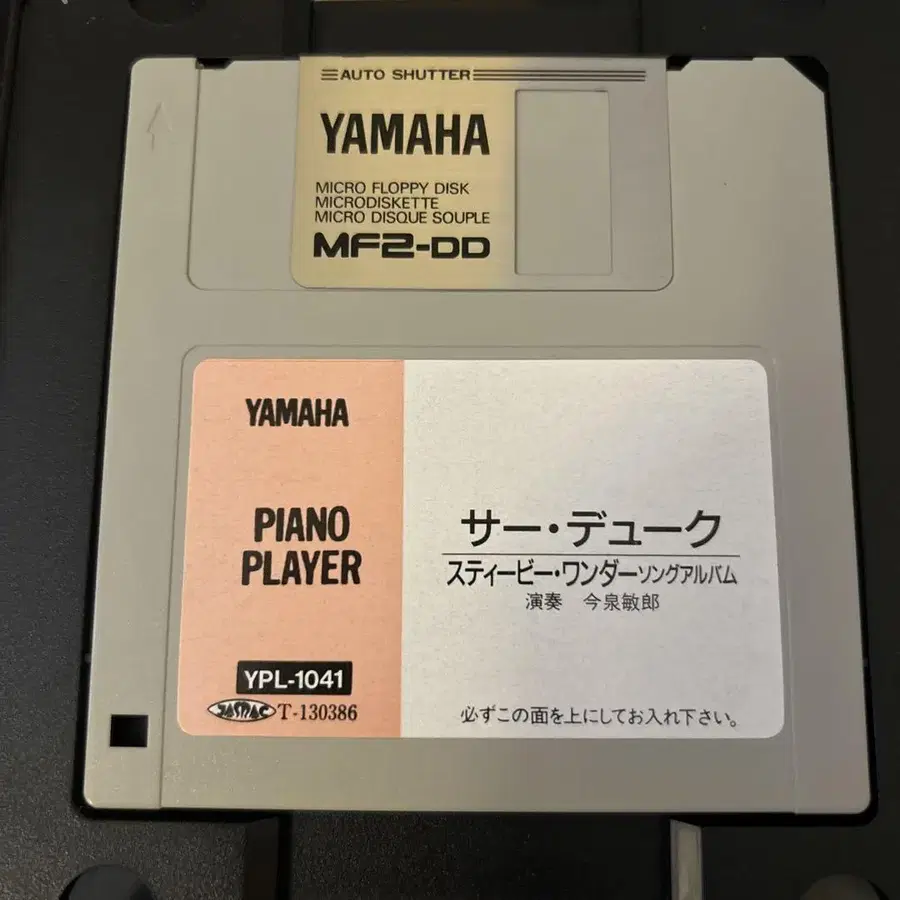 AUTO SHUTTER
YAMAHA
MICRO FLOPPY DISK
MICRODISKETTE
MICRO DISQUE SOUPLE
MF2-DD
YAMAHA
PIANO
PLAYER
YPL-1041
JASRAC T-130386
サー・デューク
スティービー・ワンダーソングアルバム
演奏 今泉敏郎
必ずこの面を上にしてお入れ下さい。